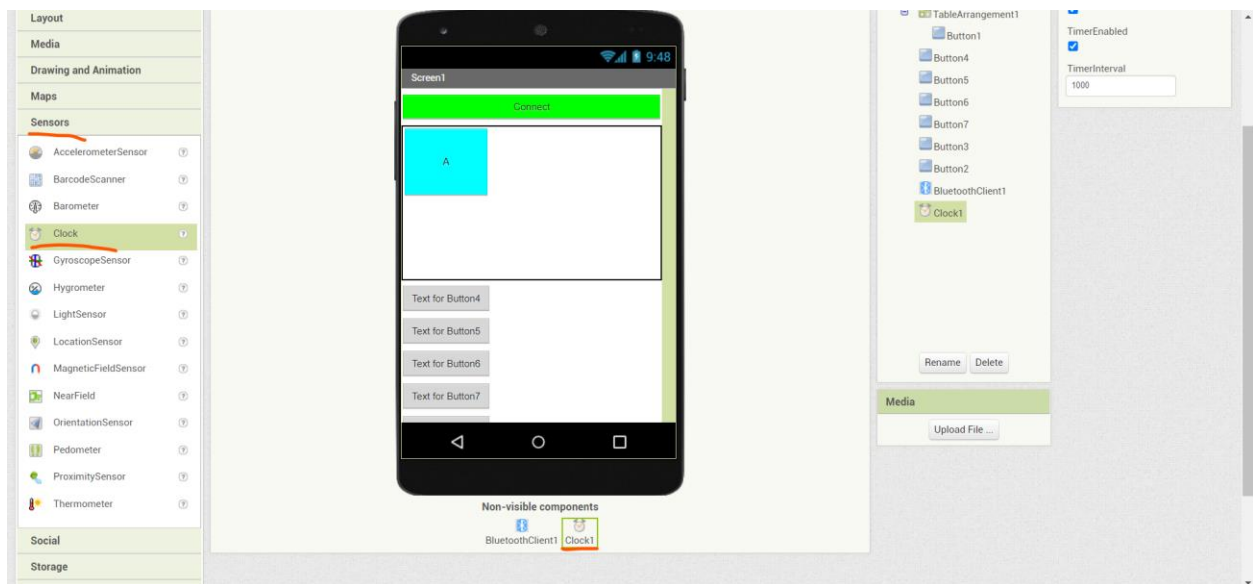 Layout
Media
Drawing and Animation
Maps
Sensors
AccelerometerSensor
BarcodeScanner
Barometer
Clock
GyroscopeSensor
Hygrometer
LightSensor
LocationSensor
MagneticFieldSensor
NearField
OrientationSensor
Pedometer
ProximitySensor
Thermometer
Social
Storage
9:48
Screen1
Connect
A
Text for Button4
Text for Button5
Text for Button6
Text for Button7
Non-visible components
BluetoothClient1 Clock1
TableArrangement1
Button1
Button4
Button5
Button6
Button7
Button3
Button2
BluetoothClient1
Clock1
Rename Delete
Media
Upload File ...
TimerEnabled
TimerInterval
1000